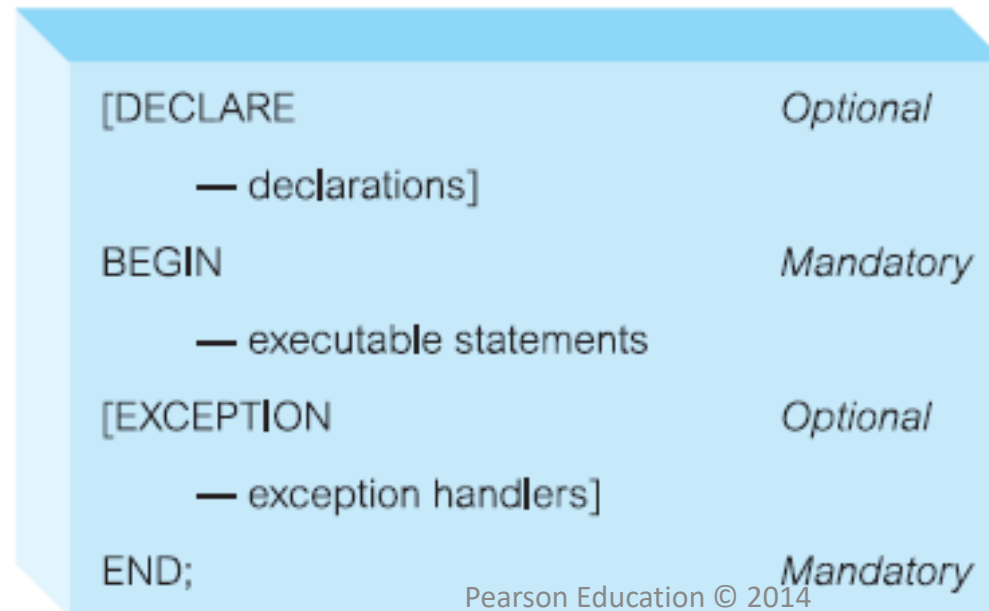 [DECLARE Optional
— declarations]
BEGIN Mandatory
— executable statements
[EXCEPTION Optional
— exception handlers]
END; Mandatory
Pearson Education © 2014